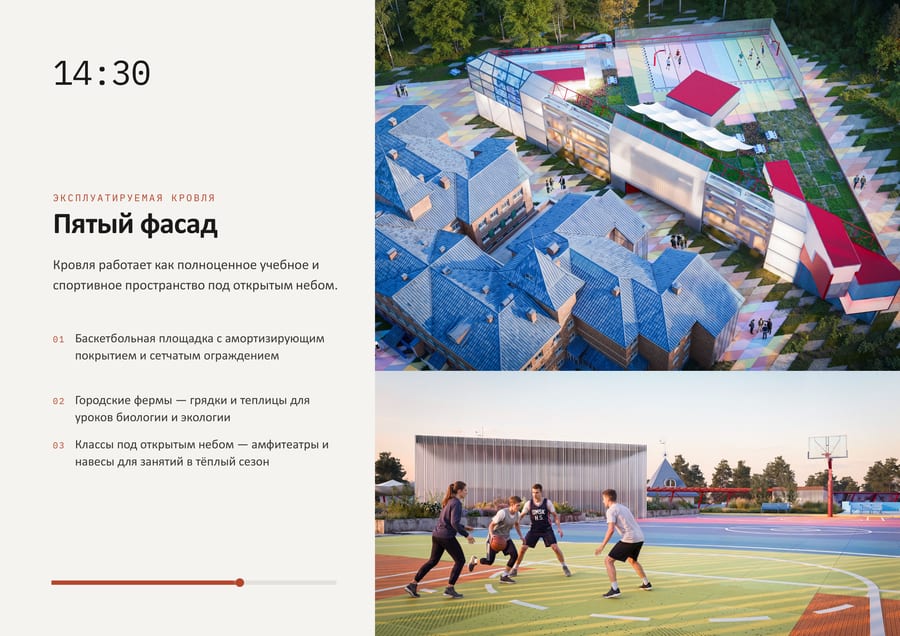 14:30
ЭКСПЛУАТИРУЕМАЯ КРОВЛЯ
Пятый фасад
Кровля работает как полноценное учебное и
спортивное пространство под открытым небом.
01 Баскетбольная площадка с амортизирующим
покрытием и сетчатым ограждением
02 Городские фермы — грядки и теплицы для
уроков биологии и экологии
03 Классы под открытым небом — амфитеатры и
навесы для занятий в тёплый сезон
OMSK
H.S.